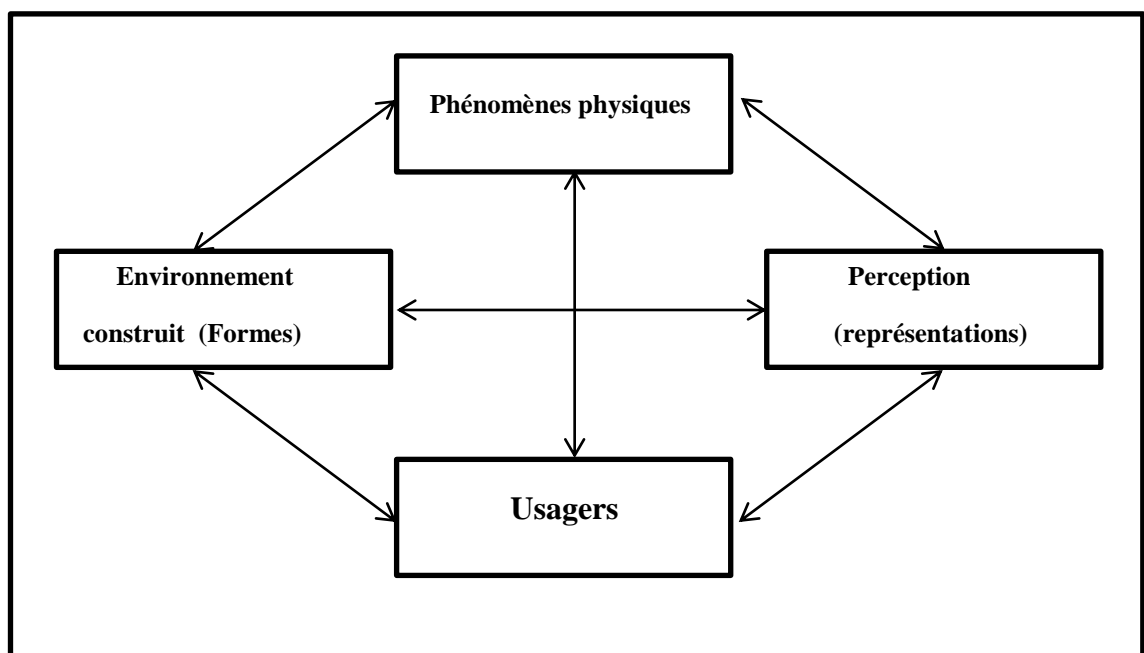 Phénomènes physiques
Environnement
construit (Formes)
Perception
(représentations)
Usagers